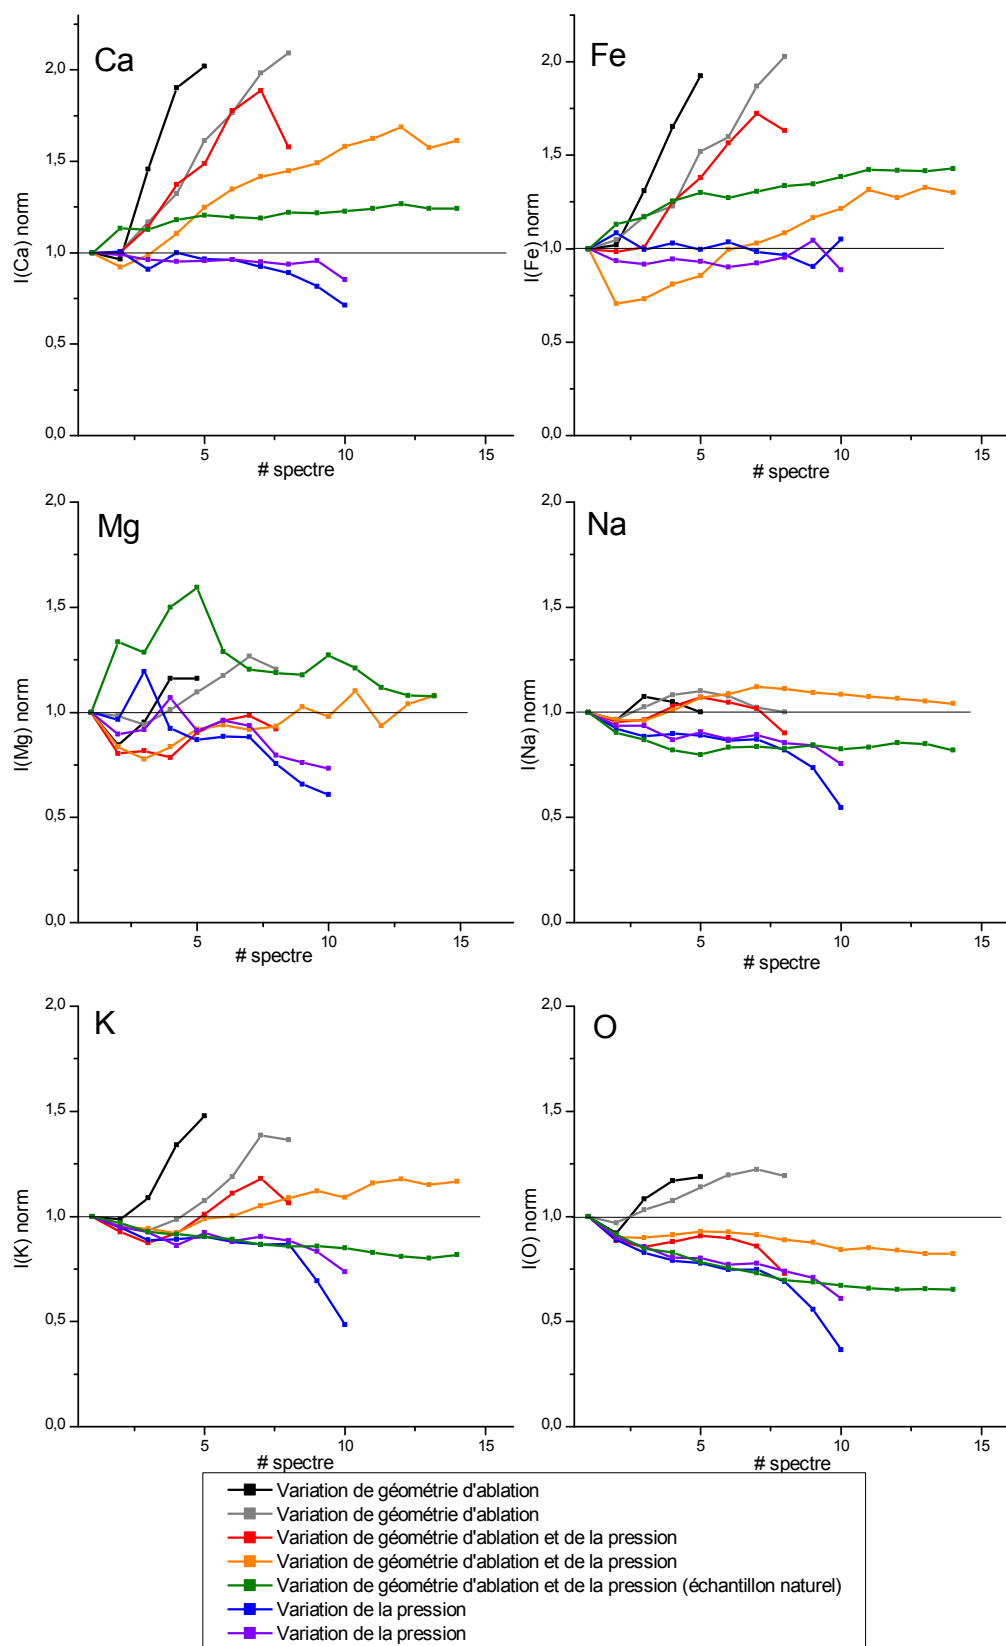 Ca
I(Ca) norm
2,0
1,5
1,0
0,5
0,0
5
10
15
# spectre
Fe
I(Fe) norm
2,0
1,5
1,0
0,5
0,0
5
10
15
# spectre
Mg
I(Mg) norm
2,0
1,5
1,0
0,5
0,0
5
10
15
# spectre
Na
I(Na) norm
2,0
1,5
1,0
0,5
0,0
5
10
15
# spectre
K
I(K) norm
2,0
1,5
1,0
0,5
0,0
5
10
15
# spectre
O
I(O) norm
2,0
1,5
1,0
0,5
0,0
5
10
15
# spectre
Variation de géométrie d'ablation
Variation de géométrie d'ablation
Variation de géométrie d'ablation et de la pression
Variation de géométrie d'ablation et de la pression
Variation de géométrie d'ablation et de la pression (échantillon naturel)
Variation de la pression
Variation de la pression